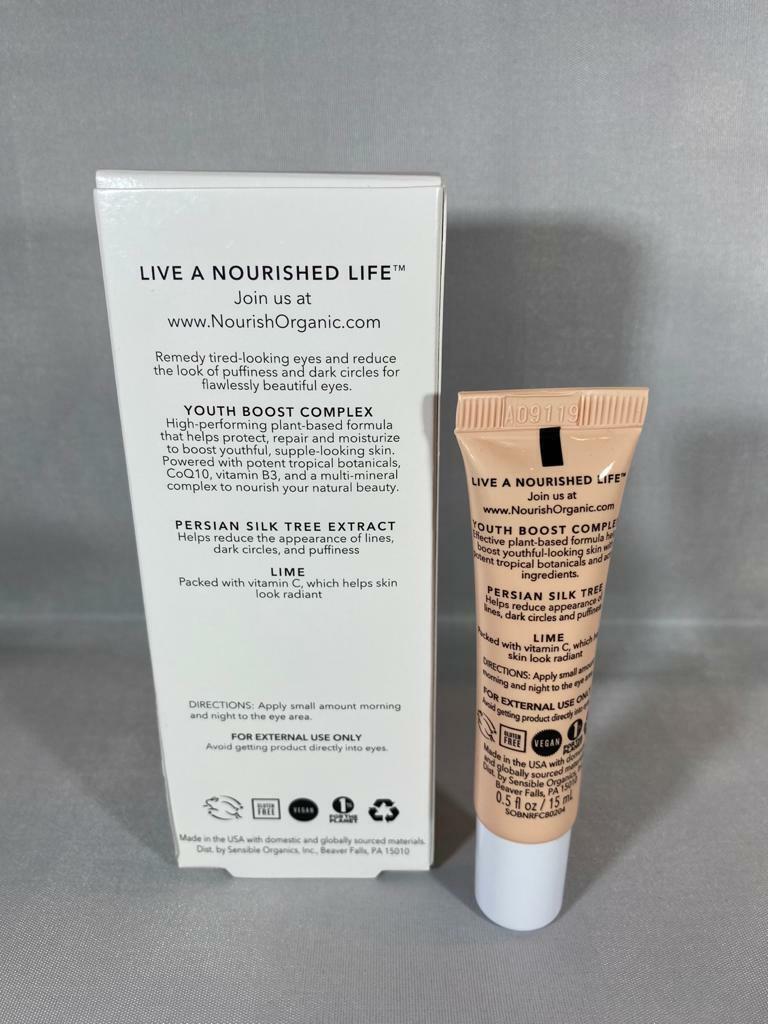 LIVE A NOURISHED LIFE™
Join us at
www.NourishOrganic.com
Remedy tired-looking eyes and reduce
the look of puffiness and dark circles for
flawlessly beautiful eyes.
YOUTH BOOST COMPLEX
High-performing plant-based formula
that helps protect, repair and moisturize
to boost youthful, supple-looking skin.
Powered with potent tropical botanicals,
CoQ10, vitamin B3, and a multi-mineral
complex to nourish your natural beauty.
PERSIAN SILK TREE EXTRACT
Helps reduce the appearance of lines,
dark circles, and puffiness
LIME
Packed with vitamin C, which helps skin
look radiant
DIRECTIONS: Apply small amount morning
and night to the eye area.
FOR EXTERNAL USE ONLY
Avoid getting product directly into eyes.
GLUTEN
FREE
VEGAN
1%
FOR THE
PLANET
Made in the USA with domestic and globally sourced materials.
Dist. by Sensible Organics, Inc., Beaver Falls, PA 15010
A09119
LIVE A NOURISHED LIFE™
Join us at
www.NourishOrganic.com
YOUTH BOOST
Effective plant-based formula
boost youthful-looking skin
potent tropical botanicals and
ingredients.
PERSIAN SILK TREE
Helps reduce appearance
lines, dark circles and
LIME
Packed with vitamin C, which
skin look radiant
DIRECTIONS: Apply small amount
morning and night to the eye area.
FOR EXTERNAL USE ONLY
Avoid getting product directly into
GLUTEN
FREE
VEGAN
1%
FOR THE
PLANET
Made in the USA with
and globally sourced
Dist. by Sensible Organics,
Beaver Falls, PA 15010
0.5 fl oz / 15 mL
SOBNRFC80204